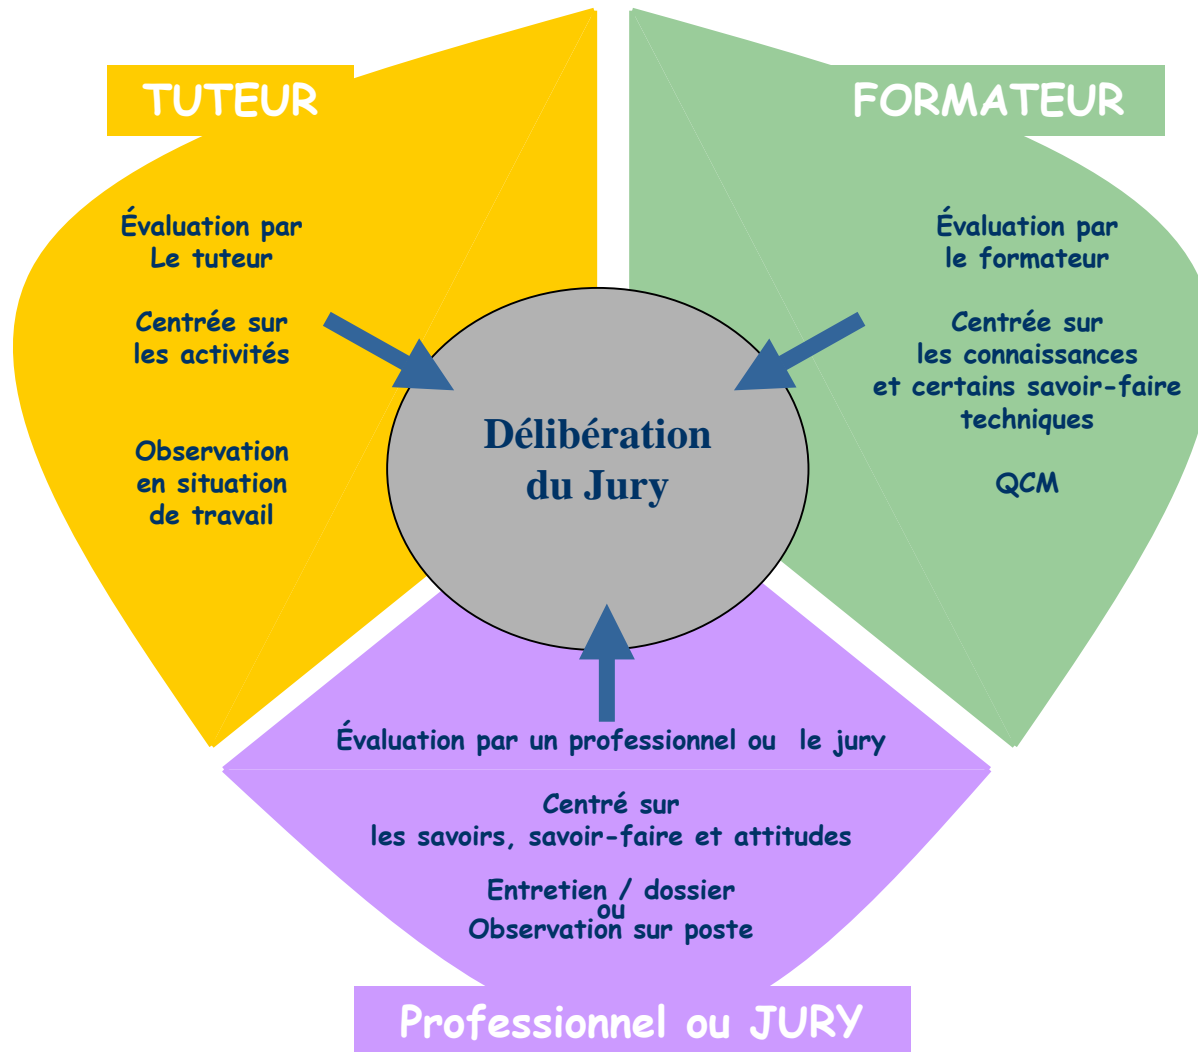 TUTEUR
Évaluation par
Le tuteur
Centrée sur
les activités
Observation
en situation
de travail
FORMATEUR
Évaluation par
le formateur
Centrée sur
les connaissances
et certains savoir-faire
techniques
QCM
Délibération
du Jury
Évaluation par un professionnel ou le jury
Centré sur
les savoirs, savoir-faire et attitudes
Entretien / dossier
ou
Observation sur poste
Professionnel ou JURY